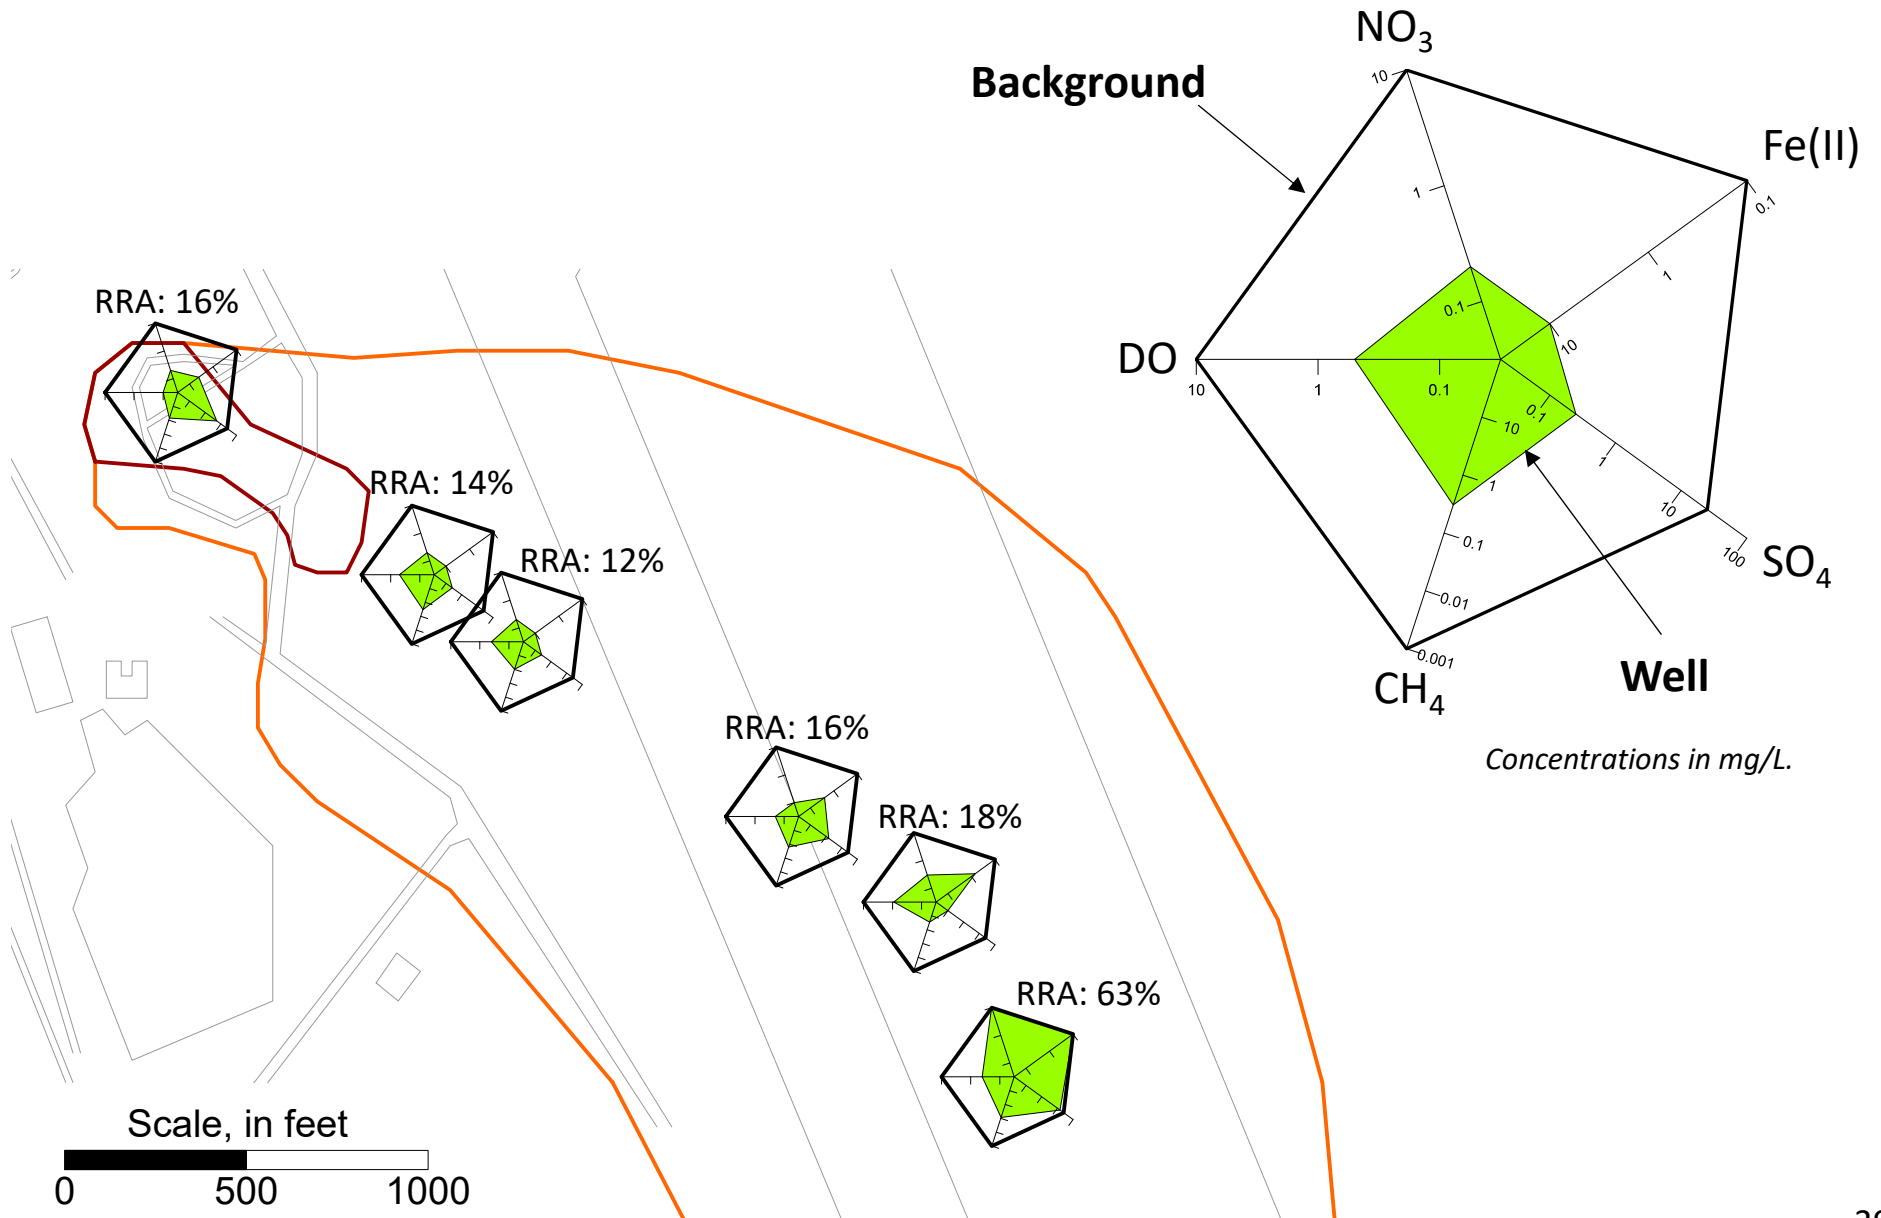 NO₃
10
Background
Fe(II)
1
0.1
1
0.1
10
DO
10
1
0.1
0.1
10
1
1
10
0.1
100
SO₄
0.01
0.001
CH₄
Well
Concentrations in mg/L.
RRA: 16%
RRA: 14%
RRA: 12%
RRA: 16%
RRA: 18%
RRA: 63%
Scale, in feet
0 500 1000